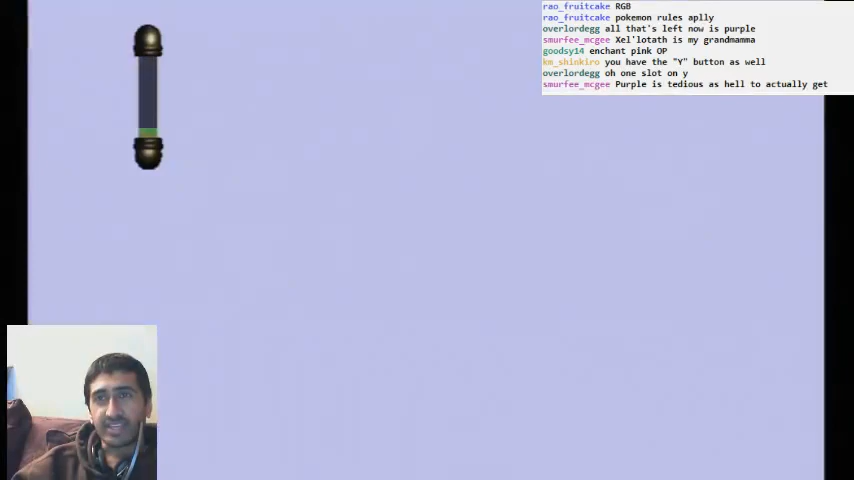 rao_fruitcake RGB
rao_fruitcake pokemon rules aplly
overlordegg all that's left now is purple
smurfee_mcgee Xel'lotath is my grandmamma
goodsy14 enchant pink OP
km_shinkiro you have the "Y" button as well
overlordegg oh one slot on y
smurfee_mcgee Purple is tedious as hell to actually get